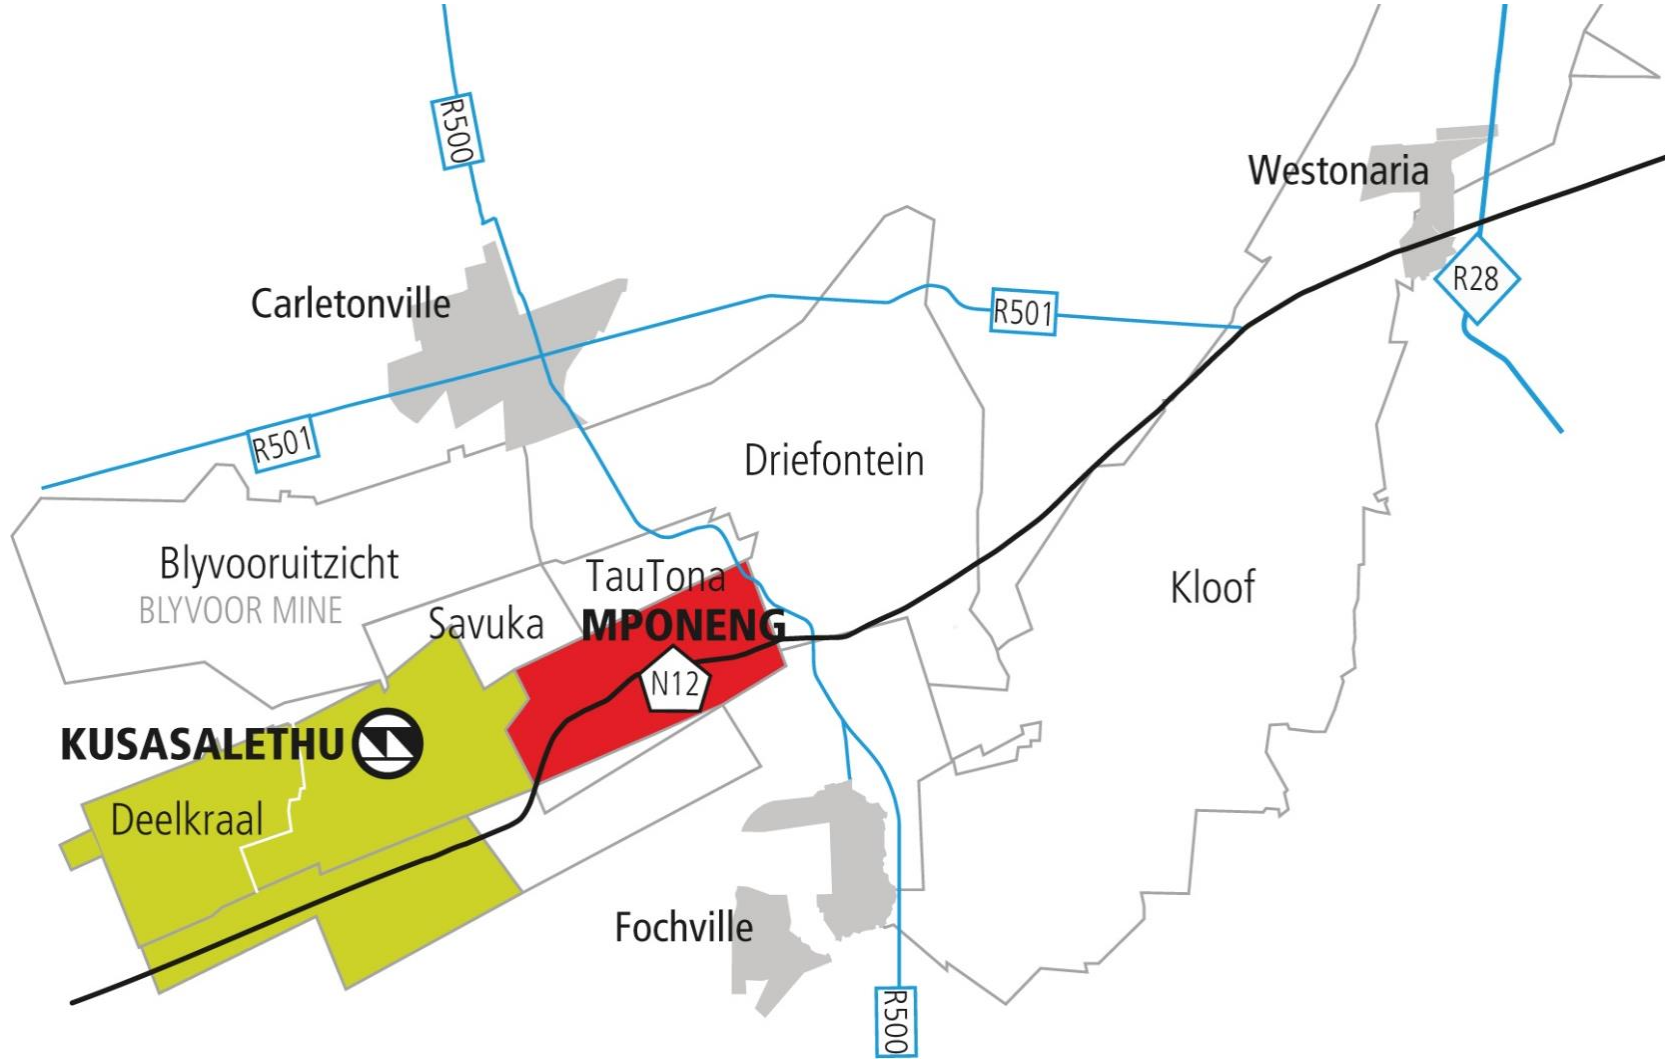 R500
Westonaria
R28
Carletonville
R501
R501
Driefontein
Blyvooruitzicht
BLYVOOR MINE
TauTona
Savuka
MPONENG
Kloof
N12
KUSASALETHU
Deelkraal
Fochville
R500